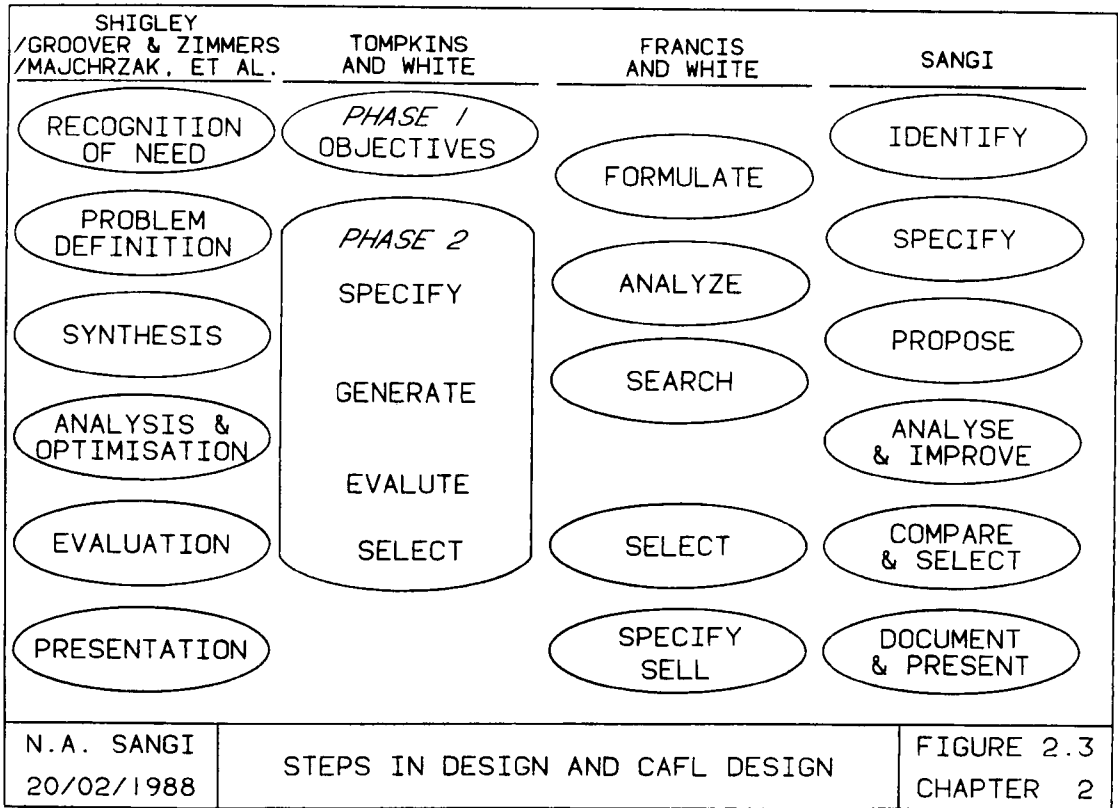 SHIGLEY
/GROOVER & ZIMMERS
/MAJCHRZAK, ET AL.
RECOGNITION
OF NEED
PROBLEM
DEFINITION
SYNTHESIS
ANALYSIS &
OPTIMISATION
EVALUATION
PRESENTATION
TOMPKINS
AND WHITE
PHASE 1
OBJECTIVES
PHASE 2
SPECIFY
GENERATE
EVALUTE
SELECT
FRANCIS
AND WHITE
FORMULATE
ANALYZE
SEARCH
SELECT
SPECIFY
SELL
SANGI
IDENTIFY
SPECIFY
PROPOSE
ANALYSE
& IMPROVE
COMPARE
& SELECT
DOCUMENT
& PRESENT
N.A. SANGI
20/02/1988
STEPS IN DESIGN AND CAFL DESIGN
FIGURE 2.3
CHAPTER 2